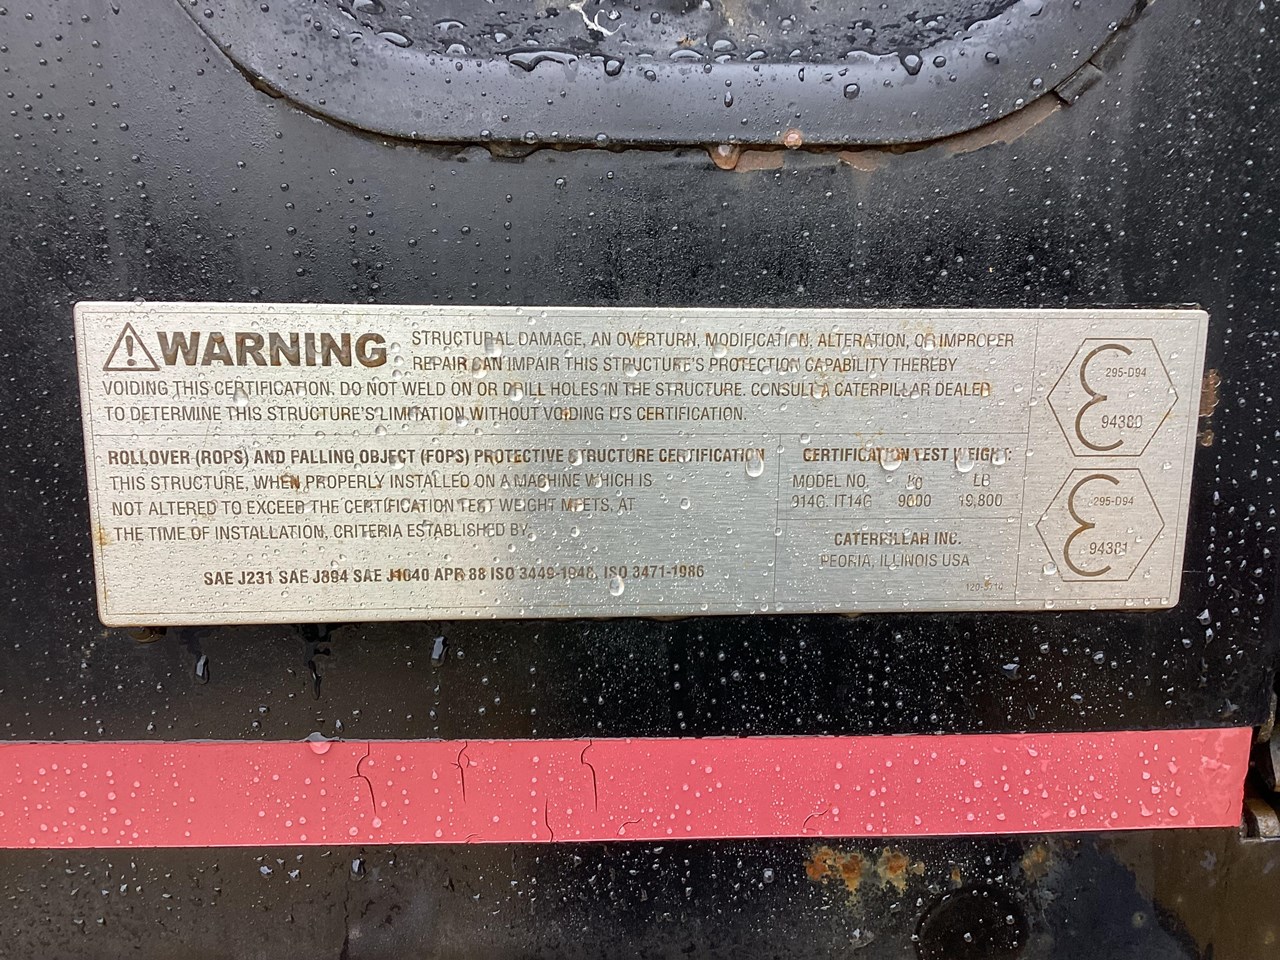 WARNING
STRUCTURAL DAMAGE, AN OVERTURN, MODIFICATION, ALTERATION, OR IMPROPER
REPAIR CAN IMPAIR THIS STRUCTURE'S PROTECTION CAPABILITY THEREBY
VOIDING THIS CERTIFICATION. DO NOT WELD ON OR DRILL HOLES IN THE STRUCTURE. CONSULT A CATERPILLAR DEALER
TO DETERMINE THIS STRUCTURE'S LIMITATION WITHOUT VOIDING ITS CERTIFICATION.
ROLLOVER (ROPS) AND FALLING OBJECT (FOPS) PROTECTIVE STRUCTURE CERTIFICATION
THIS STRUCTURE, WHEN PROPERLY INSTALLED ON A MACHINE WHICH IS
NOT ALTERED TO EXCEED THE CERTIFICATION TEST WEIGHT MEETS, AT
THE TIME OF INSTALLATION, CRITERIA ESTABLISHED BY:
SAE J231 SAE J394 SAE J1040 APR 88 ISO 3449- ISO 3471-1986
CERTIFICATION TEST WEIGHT:
MODEL NO. kg LB
914G, IT14G 9000 19,800
CATERPILLAR INC.
PEORIA, ILLINOIS USA
295-D94
94380
295-D94
94381